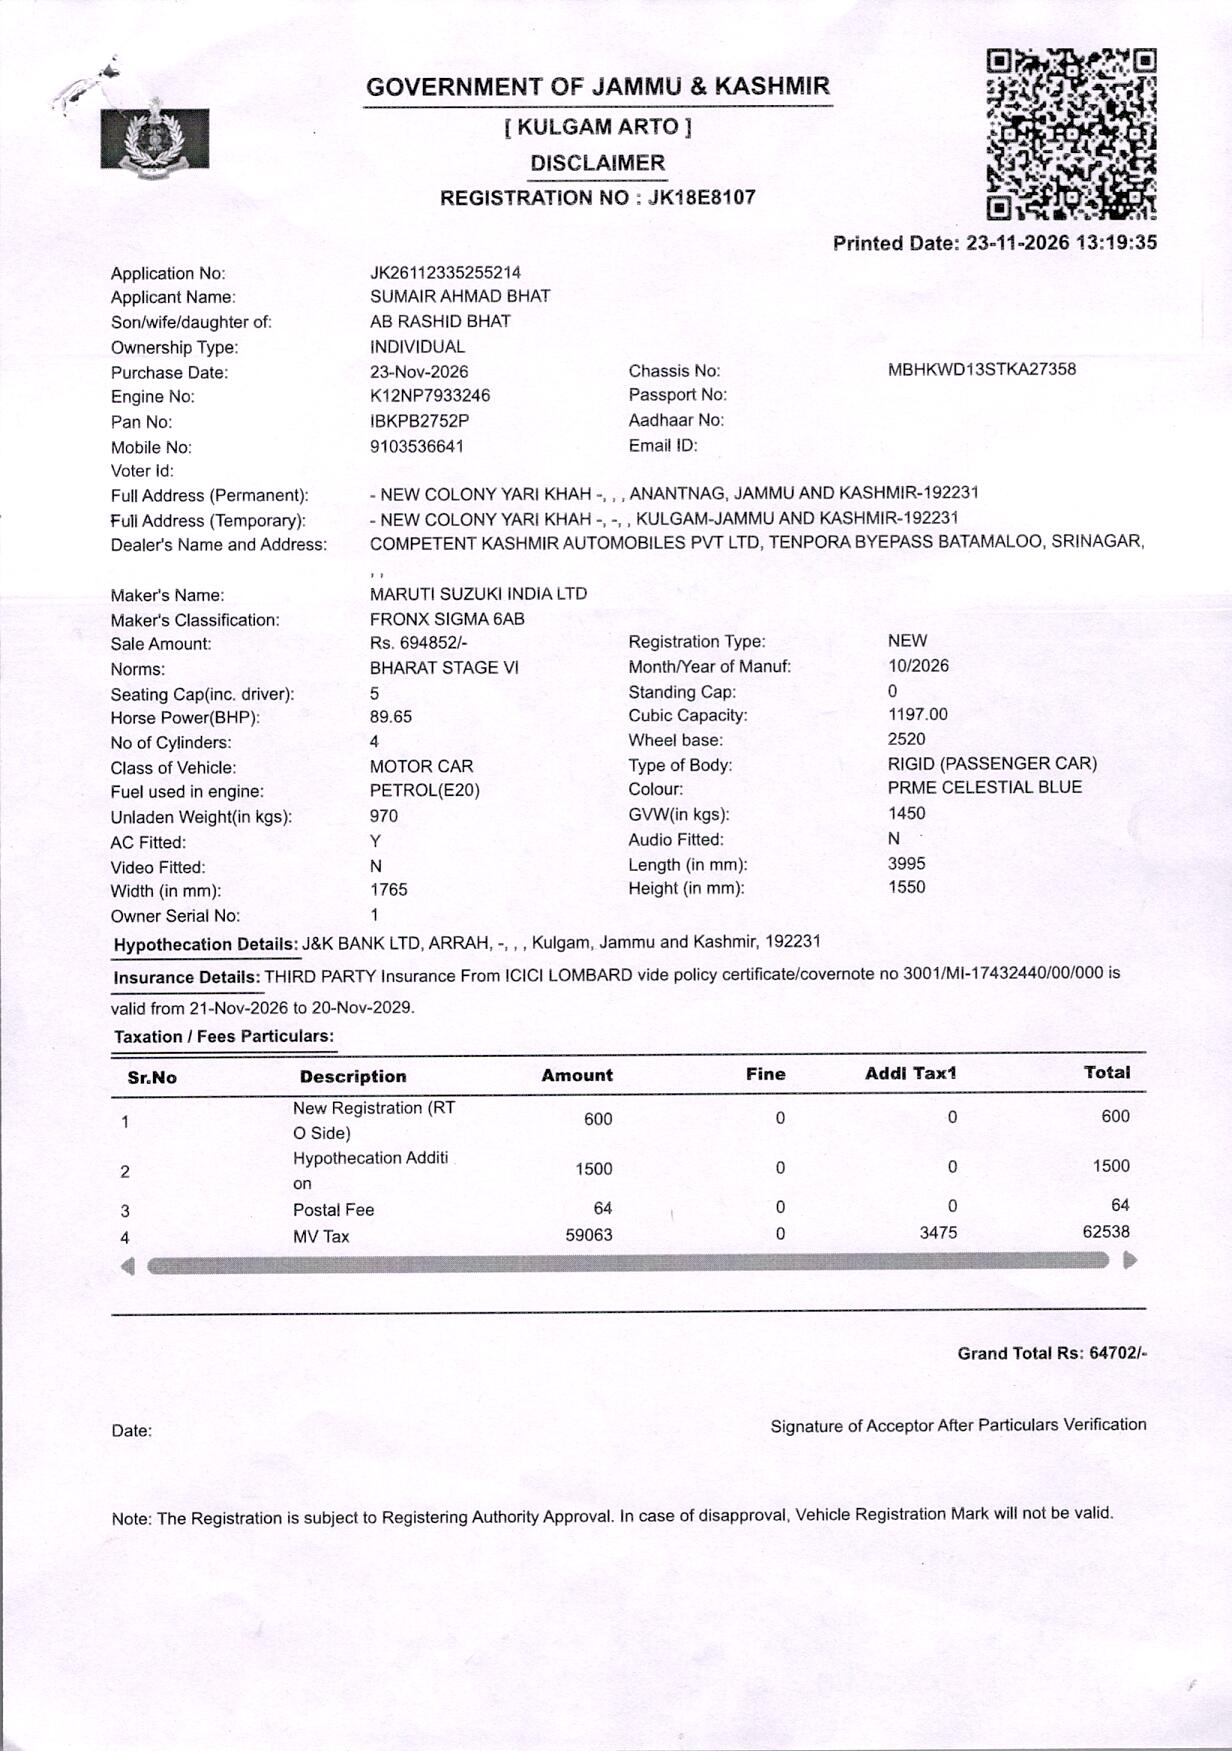 GOVERNMENT OF JAMMU & KASHMIR
[ KULGAM ARTO ]
DISCLAIMER
REGISTRATION NO : JK18E8107
Printed Date: 23-11-2026 13:19:35
Application No: JK26112335255214
Applicant Name: SUMAIR AHMAD BHAT
Son/wife/daughter of: AB RASHID BHAT
Ownership Type: INDIVIDUAL
Purchase Date: 23-Nov-2026 Chassis No: MBHKWD13STKA27358
Engine No: K12NP7933246 Passport No:
Pan No: IBKPB2752P Aadhaar No:
Mobile No: 9103536641 Email ID:
Voter Id:
Full Address (Permanent): - NEW COLONY YARI KHAH -, , , ANANTNAG, JAMMU AND KASHMIR-192231
Full Address (Temporary): - NEW COLONY YARI KHAH -, -, , KULGAM-JAMMU AND KASHMIR-192231
Dealer's Name and Address: COMPETENT KASHMIR AUTOMOBILES PVT LTD, TENPORA BYEPASS BATAMALOO, SRINAGAR,
, ,
Maker's Name: MARUTI SUZUKI INDIA LTD
Maker's Classification: FRONX SIGMA 6AB
Sale Amount: Rs. 694852/- Registration Type: NEW
Norms: BHARAT STAGE VI Month/Year of Manuf: 10/2026
Seating Cap(inc. driver): 5 Standing Cap: 0
Horse Power(BHP): 89.65 Cubic Capacity: 1197.00
No of Cylinders: 4 Wheel base: 2520
Class of Vehicle: MOTOR CAR Type of Body: RIGID (PASSENGER CAR)
Fuel used in engine: PETROL(E20) Colour: PRME CELESTIAL BLUE
Unladen Weight(in kgs): 970 GVW(in kgs): 1450
AC Fitted: Y Audio Fitted: N
Video Fitted: N Length (in mm): 3995
Width (in mm): 1765 Height (in mm): 1550
Owner Serial No: 1
Hypothecation Details: J&K BANK LTD, ARRAH, -, , , Kulgam, Jammu and Kashmir, 192231
Insurance Details: THIRD PARTY Insurance From ICICI LOMBARD vide policy certificate/covernote no 3001/MI-17432440/00/000 is
valid from 21-Nov-2026 to 20-Nov-2029.
Taxation / Fees Particulars:
Sr.No Description Amount Fine Addl Tax1 Total
1 New Registration (RT 600 0 0 600
O Side)
2 Hypothecation Additi 1500 0 0 1500
on
3 Postal Fee 64 0 0 64
4 MV Tax 59063 0 3475 62538
Grand Total Rs: 64702/-
Date: Signature of Acceptor After Particulars Verification
Note: The Registration is subject to Registering Authority Approval. In case of disapproval, Vehicle Registration Mark will not be valid.